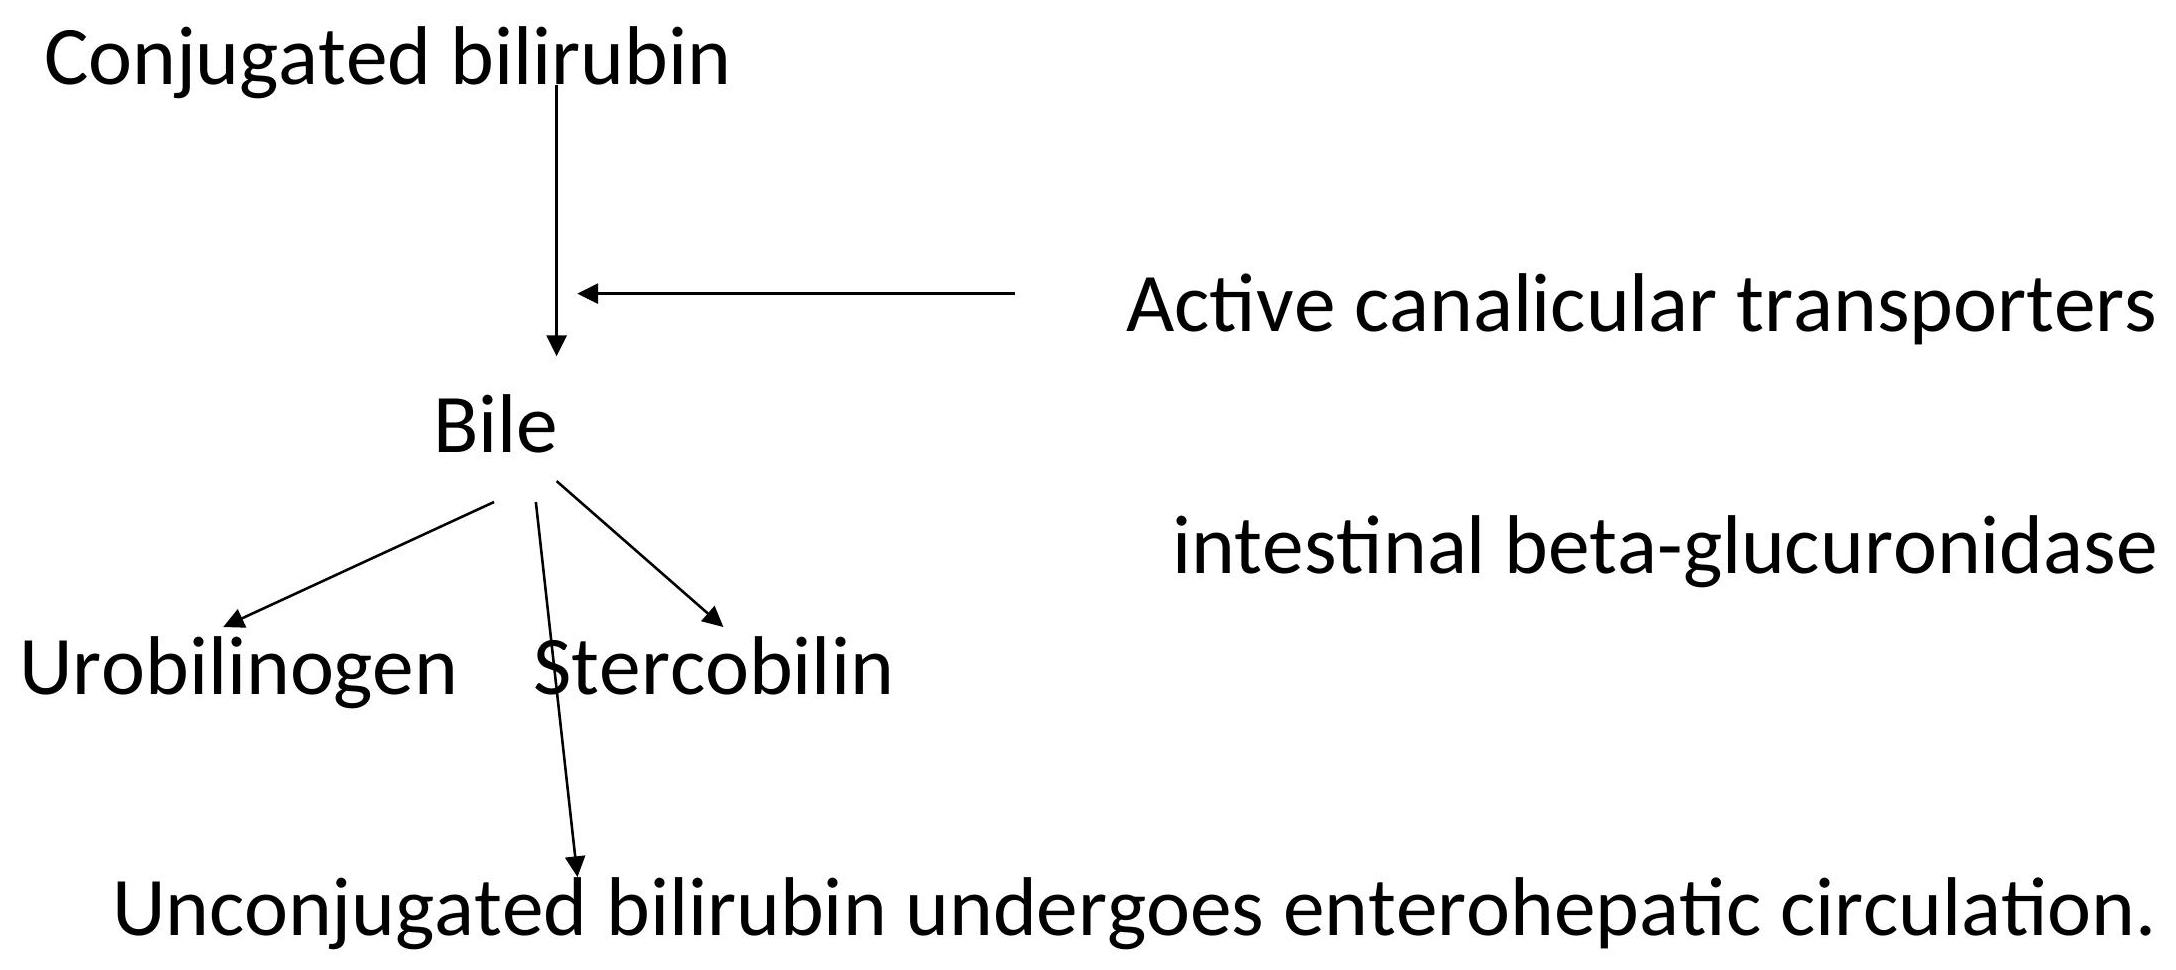 Conjugated bilirubin
Active canalicular transporters
Bile
intestinal beta-glucuronidase
Urobilinogen Stercobilin
Unconjugated bilirubin undergoes enterohepatic circulation.